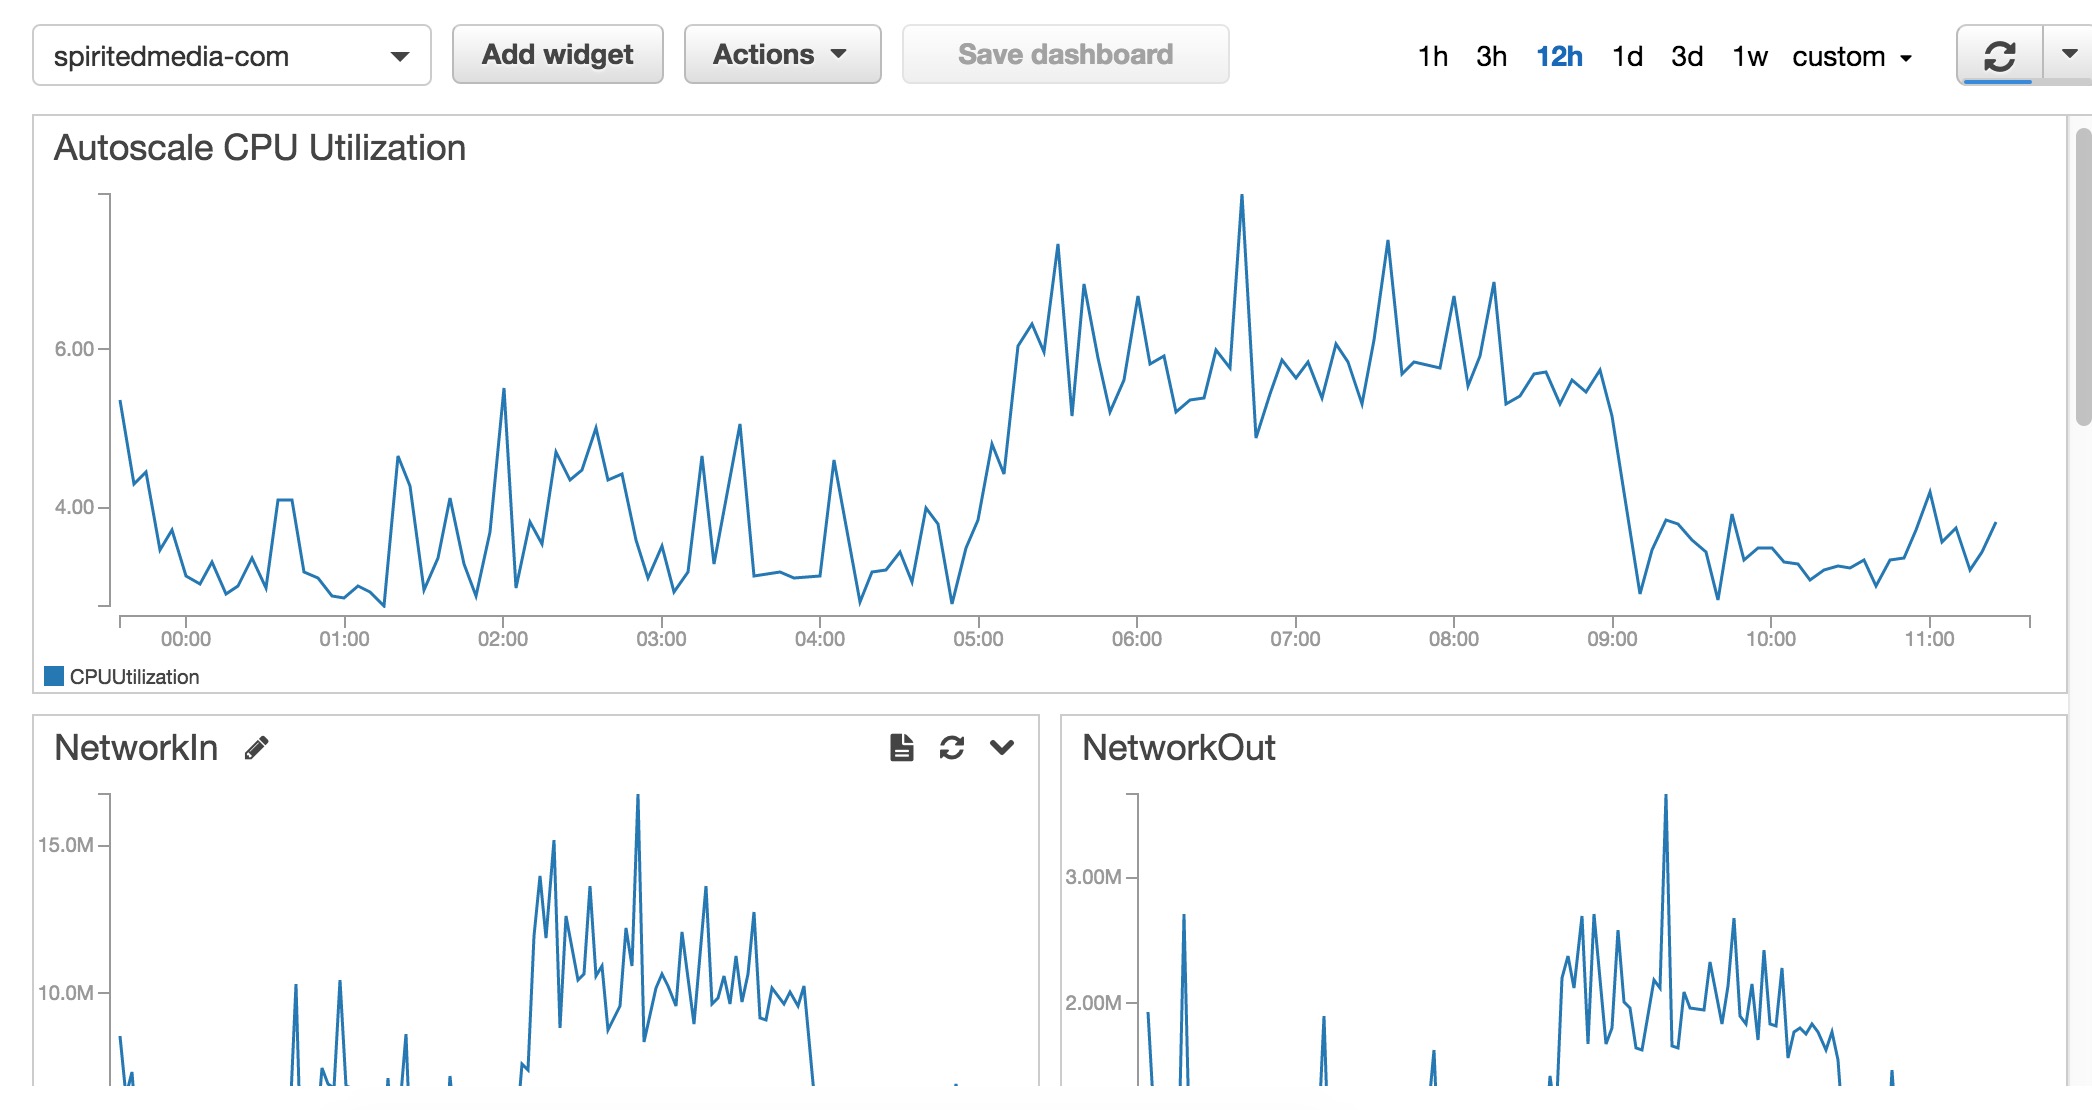 spiritedmedia-com Add widget Actions Save dashboard 1h 3h 12h 1d 3d 1w custom
Autoscale CPU Utilization
6.00
4.00
00:00 01:00 02:00 03:00 04:00 05:00 06:00 07:00 08:00 09:00 10:00 11:00
CPUUtilization
NetworkIn
15.0M
10.0M
NetworkOut
3.00M
2.00M